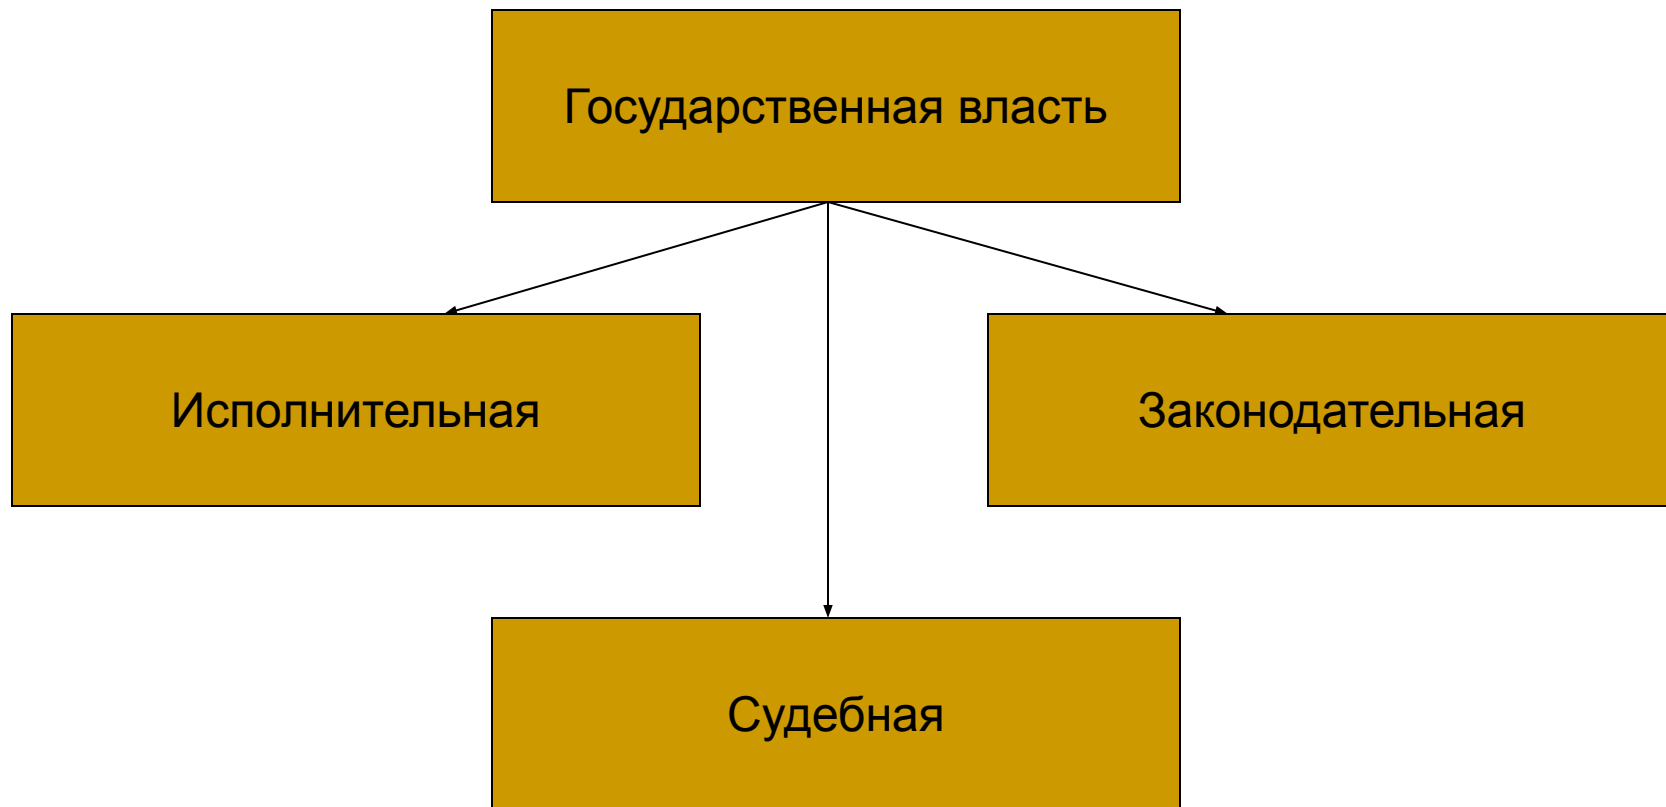 Государственная власть
Исполнительная
Законодательная
Судебная